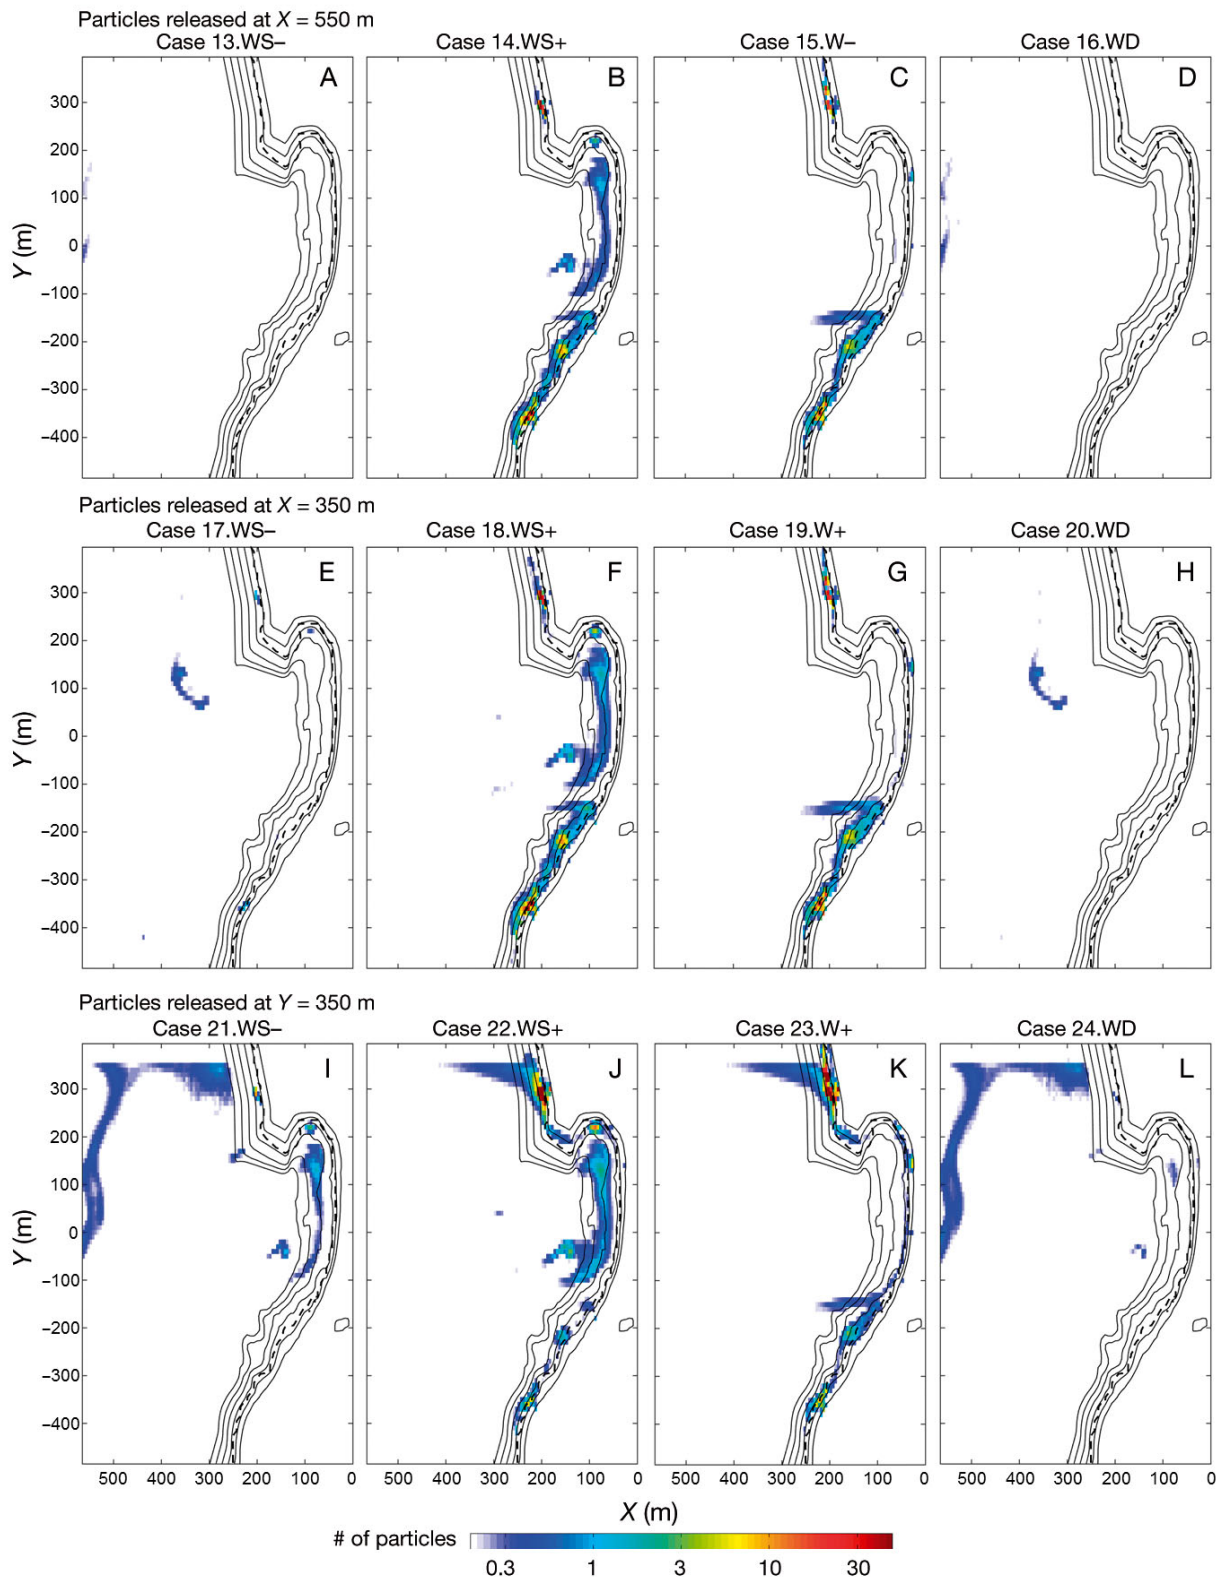 Particles released at X = 550 m
Case 13.WS− Case 14.WS+ Case 15.W− Case 16.WD
A B C D
300
200
100
0
−100
−200
−300
−400
Y (m)
Particles released at X = 350 m
Case 17.WS− Case 18.WS+ Case 19.W+ Case 20.WD
E F G H
300
200
100
0
−100
−200
−300
−400
Y (m)
Particles released at Y = 350 m
Case 21.WS− Case 22.WS+ Case 23.W+ Case 24.WD
I J K L
300
200
100
0
−100
−200
−300
−400
Y (m)
500 400 300 200 100 0 500 400 300 200 100 0 500 400 300 200 100 0 500 400 300 200 100 0
X (m)
# of particles
0.3 1 3 10 30